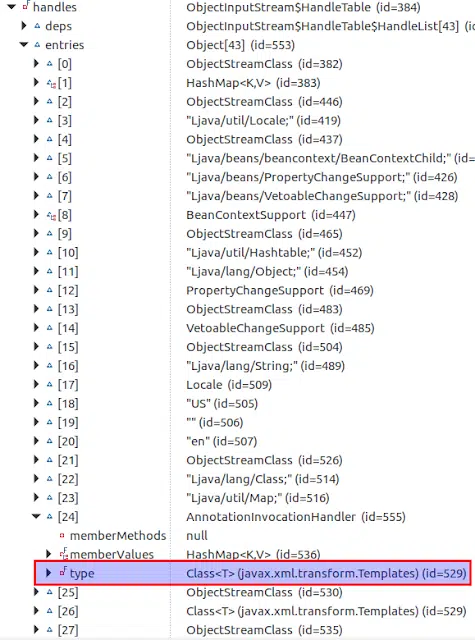 handles ObjectInputStream$HandleTable (id=384)
deps ObjectInputStream$HandleTable$HandleList[43] (i
entries Object[43] (id=553)
[0] ObjectStreamClass (id=382)
[1] HashMap<K,V> (id=383)
[2] ObjectStreamClass (id=446)
[3] "Ljava/util/Locale;" (id=419)
[4] ObjectStreamClass (id=437)
[5] "Ljava/beans/beancontext/BeanContextChild;" (id=
[6] "Ljava/beans/PropertyChangeSupport;" (id=426)
[7] "Ljava/beans/VetoableChangeSupport;" (id=428)
[8] BeanContextSupport (id=447)
[9] ObjectStreamClass (id=465)
[10] "Ljava/util/Hashtable;" (id=452)
[11] "Ljava/lang/Object;" (id=454)
[12] PropertyChangeSupport (id=469)
[13] ObjectStreamClass (id=483)
[14] VetoableChangeSupport (id=485)
[15] ObjectStreamClass (id=504)
[16] "Ljava/lang/String;" (id=489)
[17] Locale (id=509)
[18] "US" (id=505)
[19] "" (id=506)
[20] "en" (id=507)
[21] ObjectStreamClass (id=526)
[22] "Ljava/lang/Class;" (id=514)
[23] "Ljava/util/Map;" (id=516)
[24] AnnotationInvocationHandler (id=555)
memberMethods null
memberValues HashMap<K,V> (id=536)
type Class<T> (javax.xml.transform.Templates) (id=529)
[25] ObjectStreamClass (id=530)
[26] Class<T> (javax.xml.transform.Templates) (id=529)
[27] ObjectStreamClass (id=535)